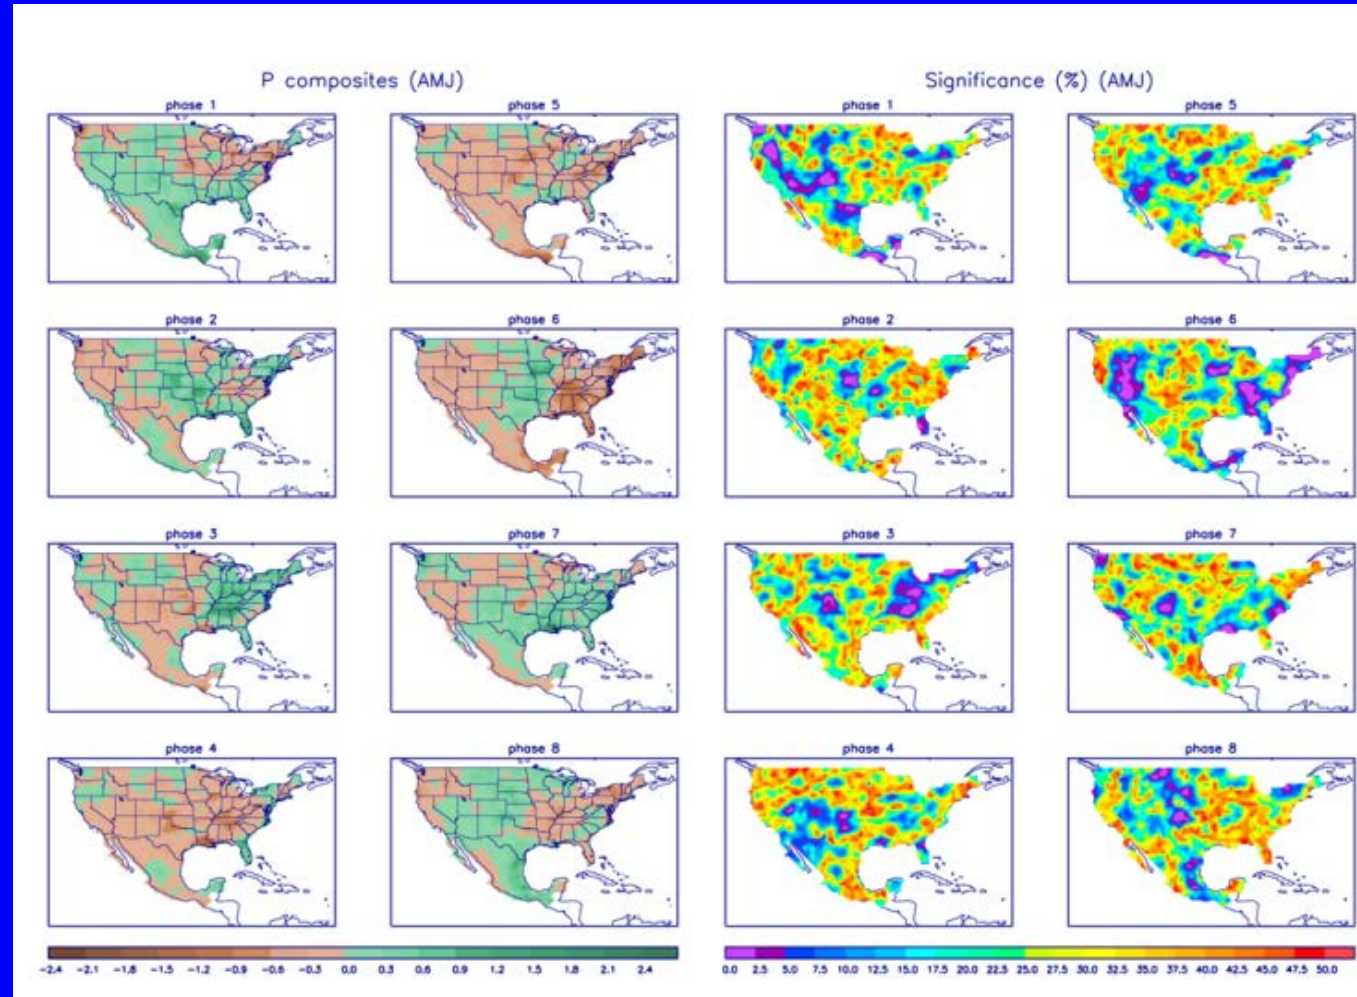 P composites (AMJ) Significance (%) (AMJ)
phase 1 phase 5 phase 1 phase 5
phase 2 phase 6 phase 2 phase 6
phase 3 phase 7 phase 3 phase 7
phase 4 phase 8 phase 4 phase 8
-2.4 -2.1 -1.8 -1.5 -1.2 -0.9 -0.6 -0.3 0.0 0.3 0.6 0.9 1.2 1.5 1.8 2.1 2.4 0.0 2.5 5.0 7.5 10.0 12.5 15.0 17.5 20.0 22.5 25.0 27.5 30.0 32.5 35.0 37.5 40.0 42.5 45.0 47.5 50.0